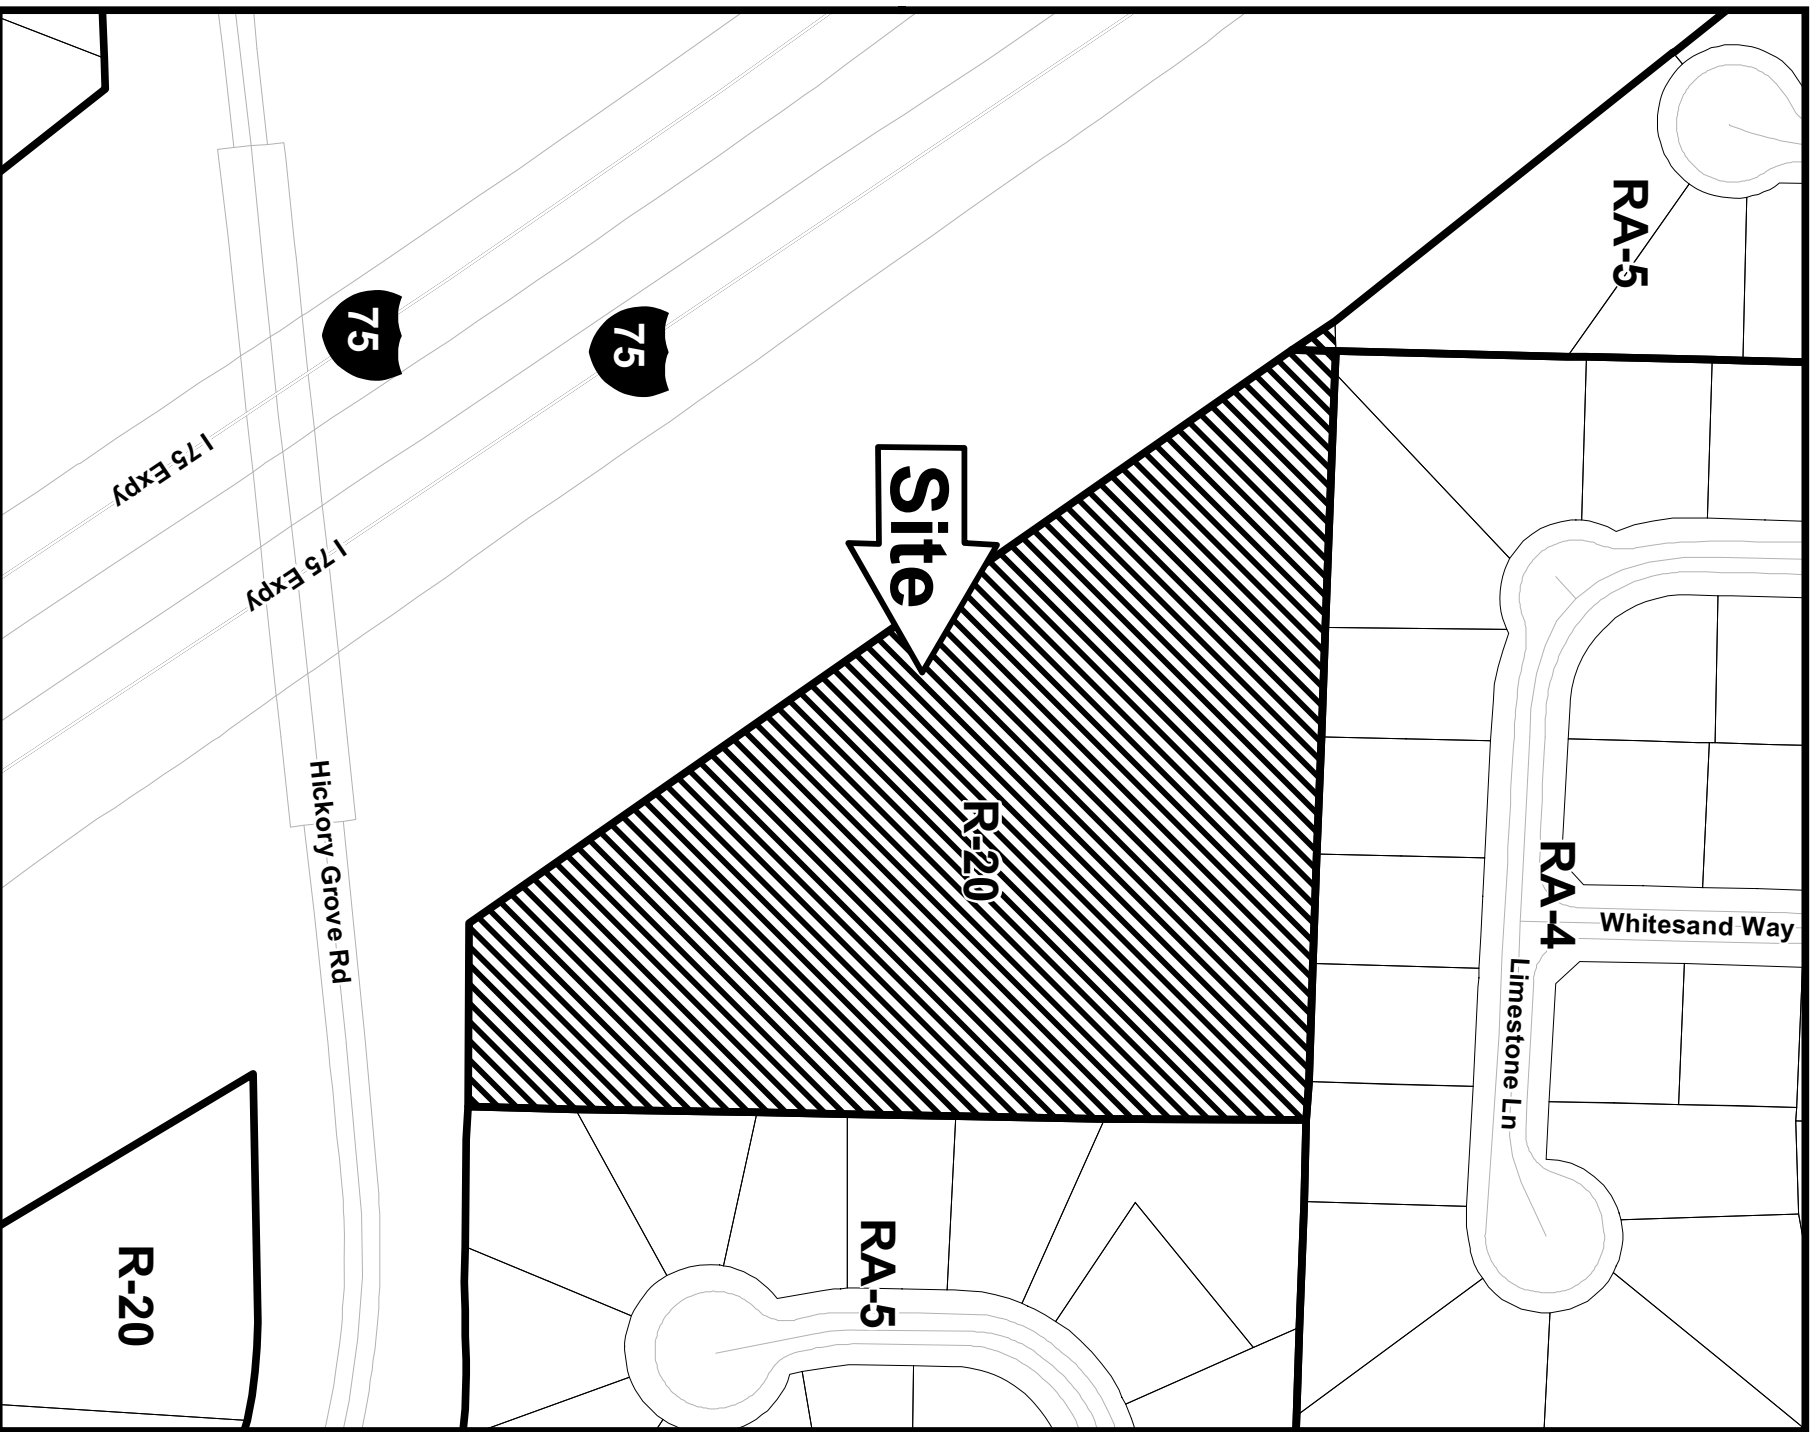 RA-5
75
75
I 75 Expy
I 75 Expy
Site
R-20
Hickory Grove Rd
RA-4
Whitesand Way
Limestone Ln
RA-5
R-20